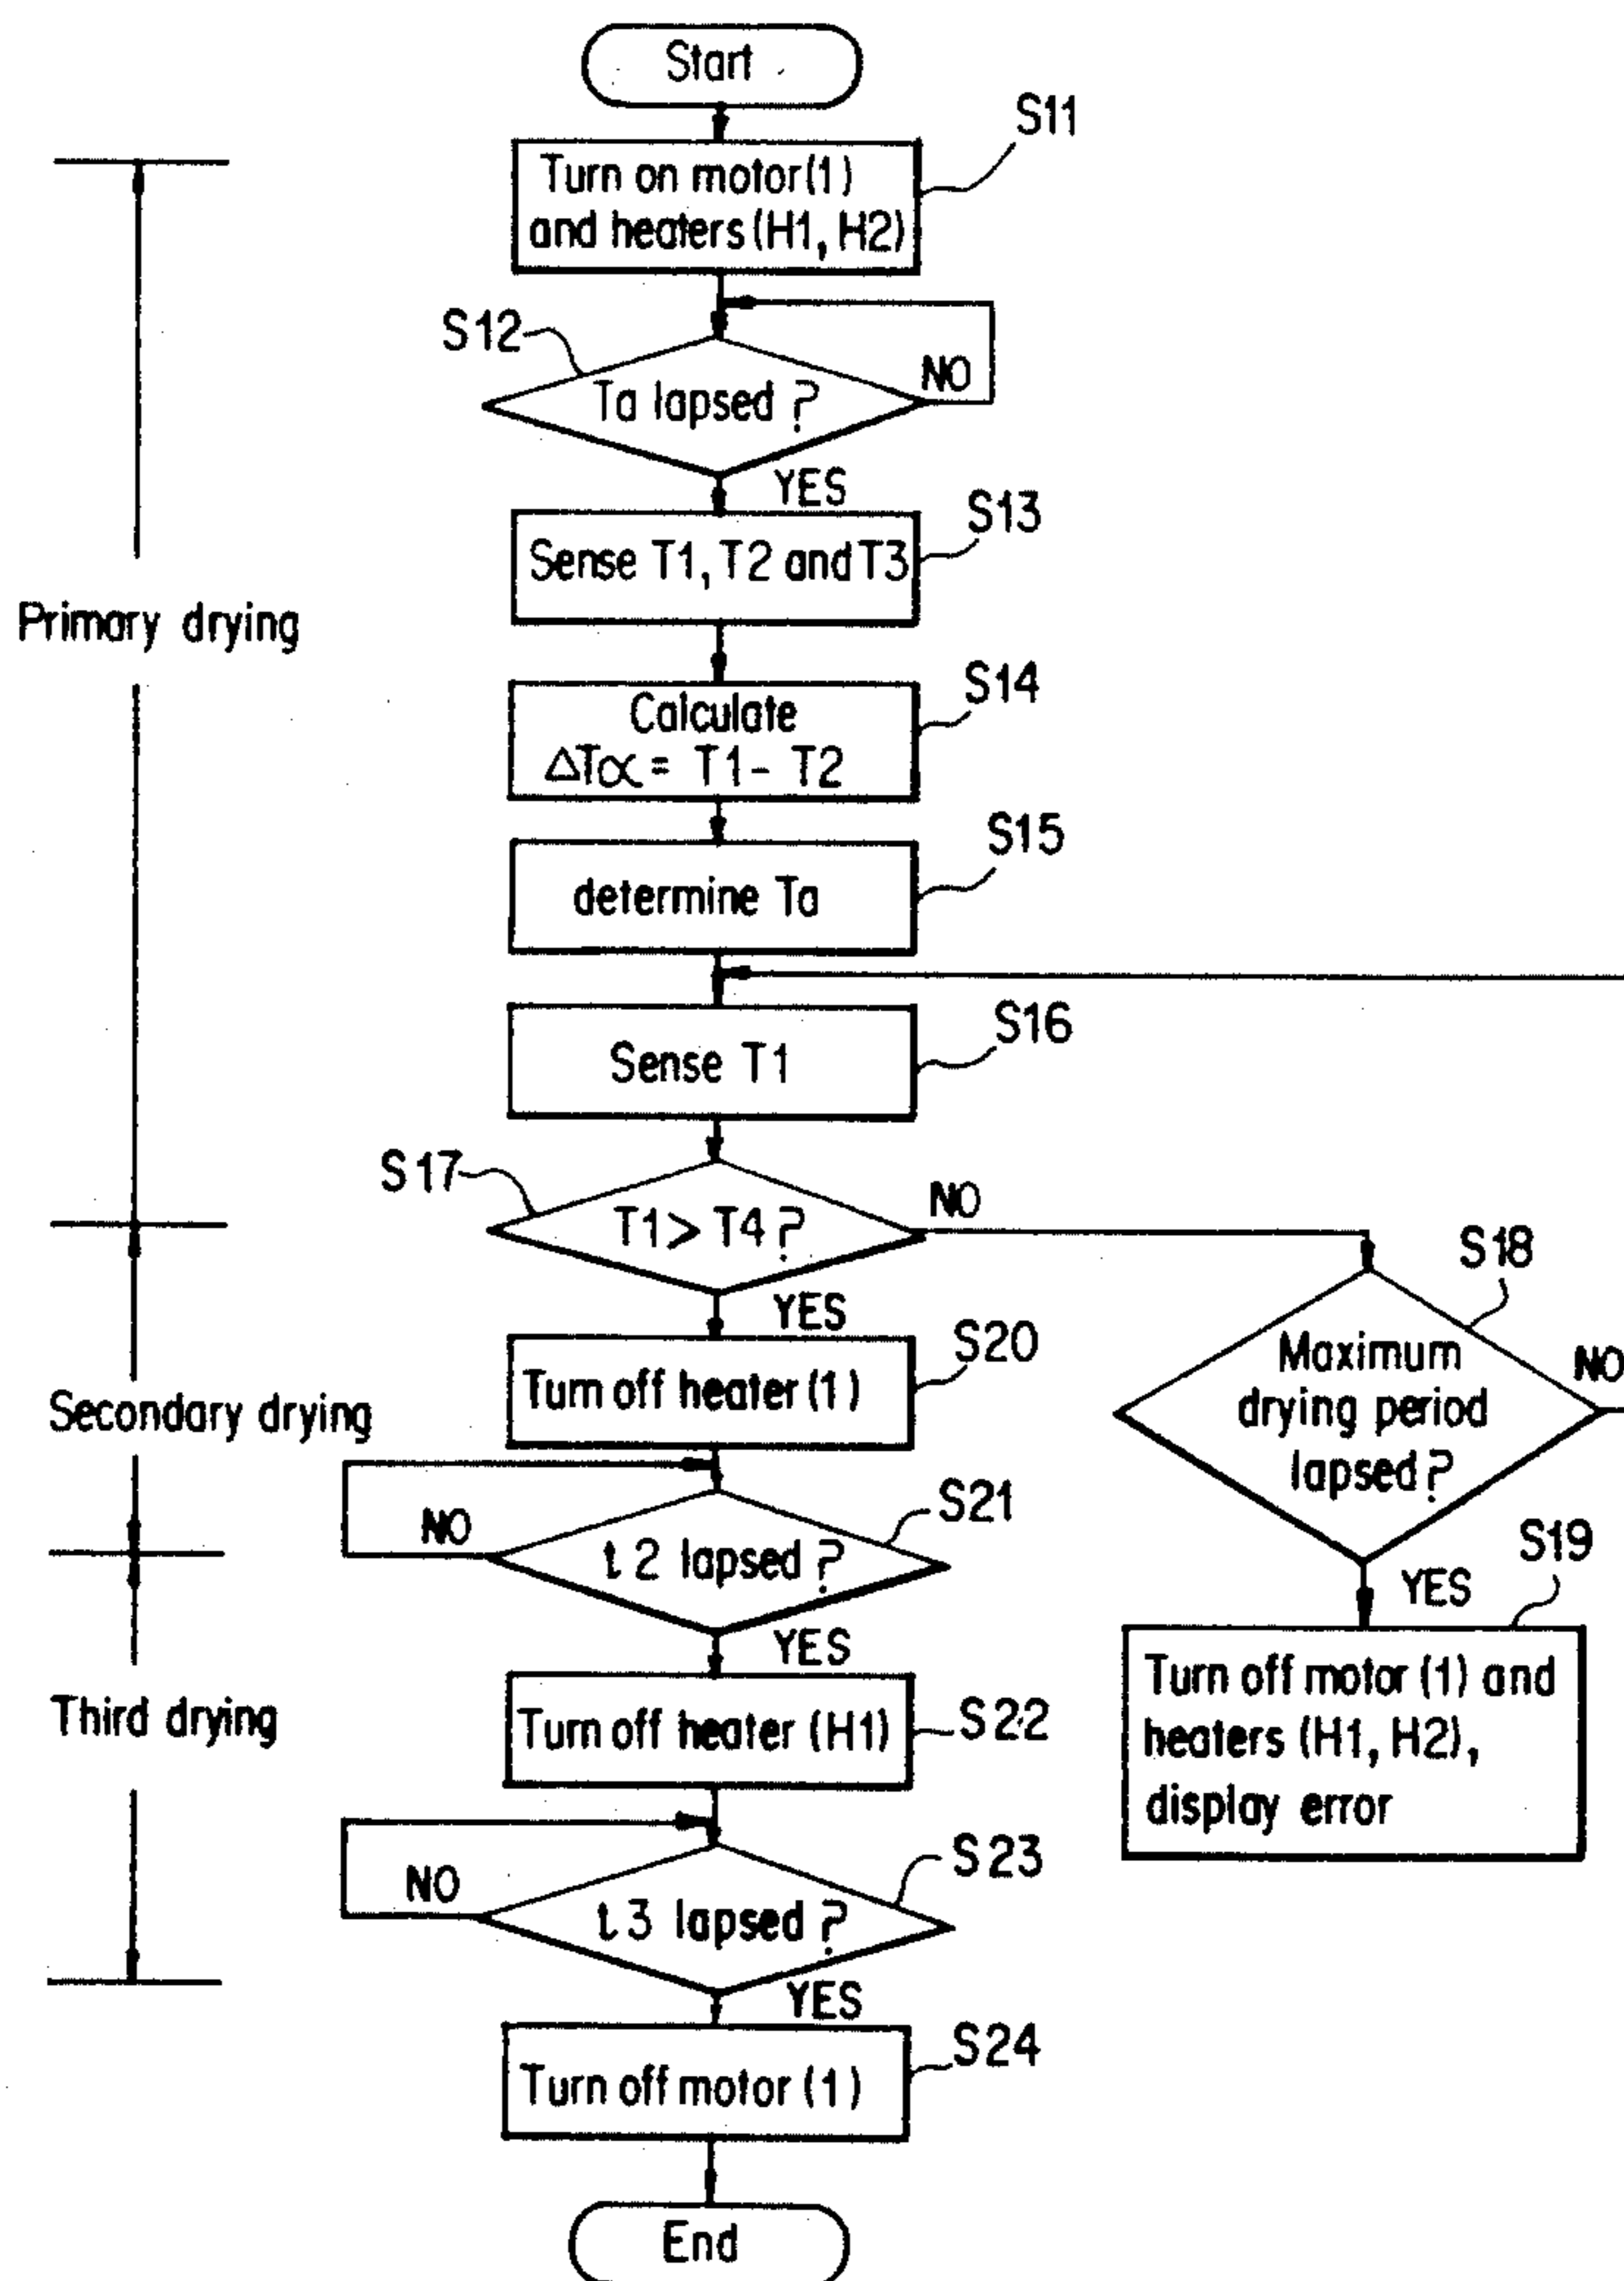 Start
S11
Turn on motor(1)
and heaters (H1, H2)
S12
Ta lapsed ?
NO
YES
S13
Sense T1, T2 and T3
Primary drying
S14
Calculate
△Tα = T1 - T2
S15
determine Ta
S16
Sense T1
S17
T1 > T4 ?
NO
YES
S18
Maximum
drying period
lapsed ?
NO
YES
S19
Turn off motor (1) and
heaters (H1, H2),
display error
S20
Turn off heater (1)
Secondary drying
S21
t2 lapsed ?
NO
YES
Third drying
S22
Turn off heater (H1)
S23
t3 lapsed ?
NO
YES
S24
Turn off motor (1)
End